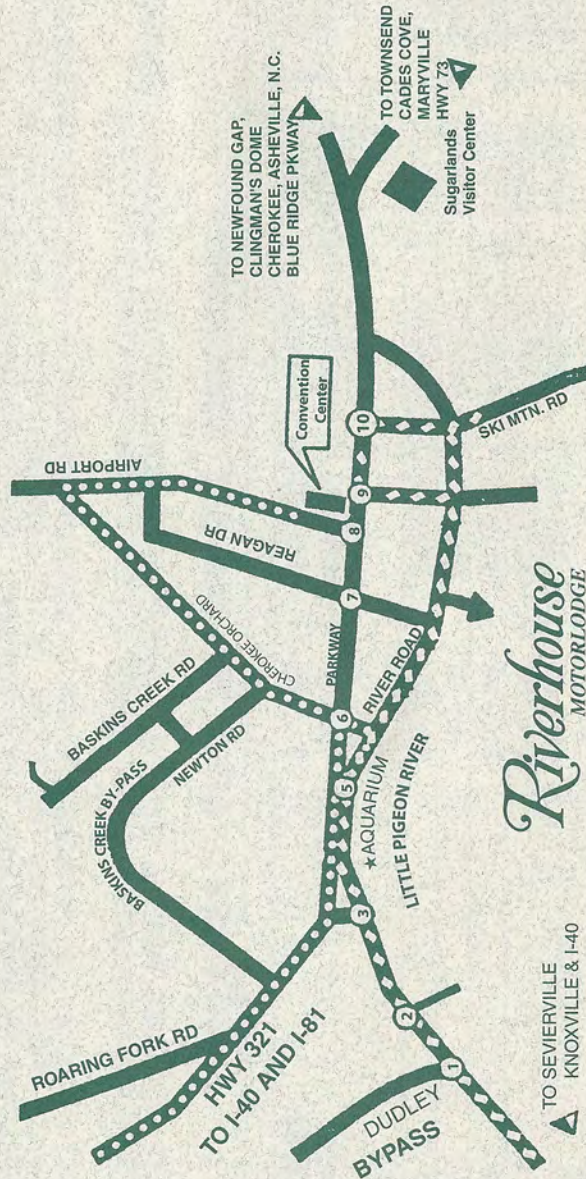 TO NEWFOUND GAP,
CLINGMAN'S DOME
CHEROKEE, ASHEVILLE, N.C.
BLUE RIDGE PKWAY
TO TOWNSEND
CADES COVE,
MARYVILLE
HWY 73
Sugarlands
Visitor Center
Convention
Center
AIRPORT RD
REAGAN DR
CHEROKEE ORCHARD
BASKINS CREEK RD
NEWTON RD
BASKINS CREEK BY-PASS
ROARING FORK RD
HWY 321
TO I-40 AND I-81
DUDLEY
BYPASS
PARKWAY
RIVER ROAD
★AQUARIUM
LITTLE PIGEON RIVER
SKI MTN. RD
1
2
3
5
6
7
8
9
10
Riverhouse
MOTORLODGE
TO SEVIERVILLE
KNOXVILLE & I-40